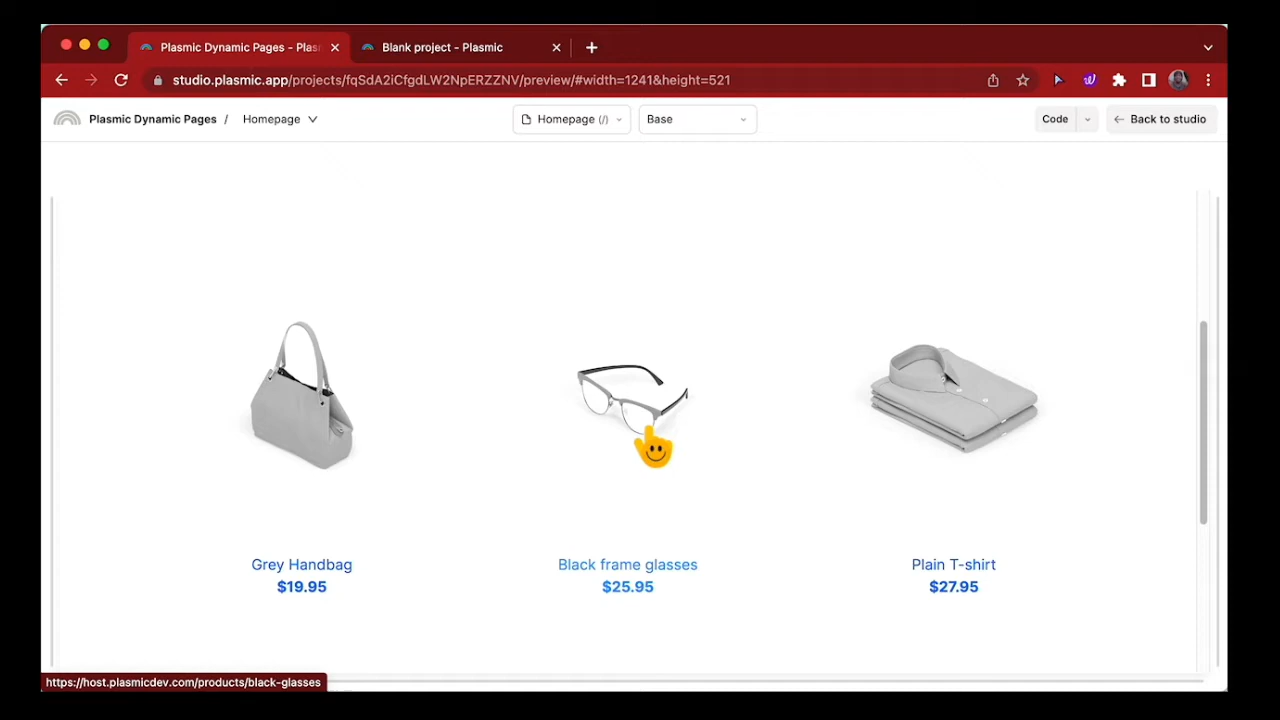 Plasmic Dynamic Pages - Plas
Blank project - Plasmic
studio.plasmic.app/projects/fqSdA2iCfgdLW2NpERZZNV/preview/#width=1241&height=521
Plasmic Dynamic Pages / Homepage
Homepage (/)
Base
Code
Back to studio
Grey Handbag
$19.95
Black frame glasses
$25.95
Plain T-shirt
$27.95
https://host.plasmicdev.com/products/black-glasses